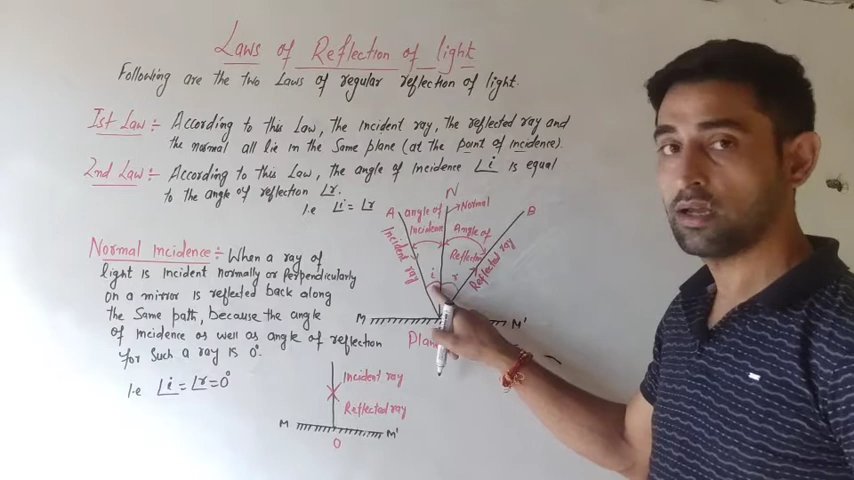 Laws of Reflection of light
Following are the two Laws of regular reflection of light.
Ist Law :- According to this Law, the Incident ray, the reflected ray and
the normal all lie in the Same plane (at the point of incidence).
2nd Law :- According to this Law, the angle of Incidence ∠i is equal
to the angle of reflection ∠r.
i.e ∠i = ∠r
N
A
angle of
Incidence
Normal
B
Angle of
Reflection
Incident ray
Reflected ray
i
r
M
M'
Plan
Normal Incidence :- When a ray of
light is Incident normally or Perpendicularly
on a mirror is reflected back along
the Same path, because the angle
of incidence as well as angle of reflection
for Such a ray is 0°.
i.e ∠i = ∠r = 0°
Incident ray
Reflected ray
M
M'
O